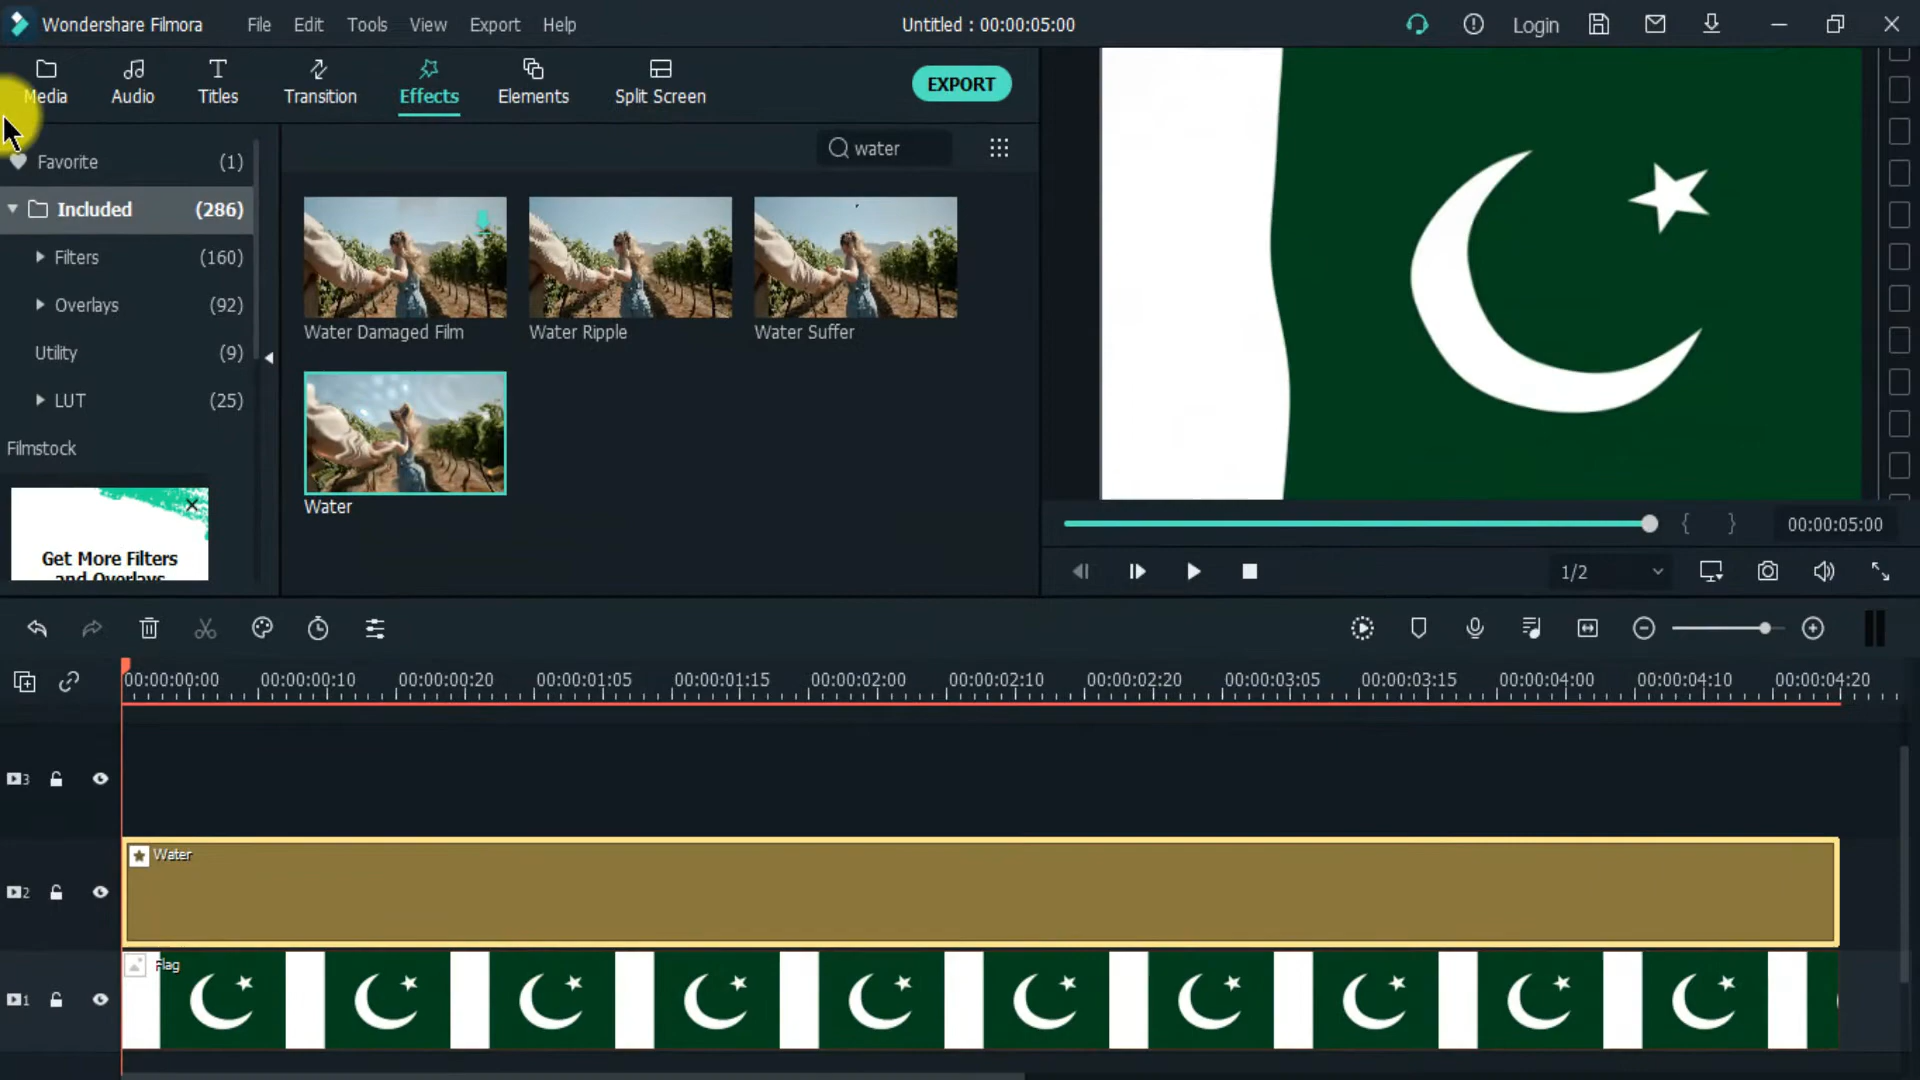 Wondershare Filmora File Edit Tools View Export Help Untitled : 00:00:05:00 Login
Media Audio Titles Transition Effects Elements Split Screen EXPORT
Favorite (1)
Included (286)
Filters (160)
Overlays (92)
Utility (9)
LUT (25)
Filmstock
Get More Filters
and Overlays
water
Water Damaged Film Water Ripple Water Suffer
Water
00:00:05:00
1/2
00:00:00:00 00:00:00:10 00:00:00:20 00:00:01:05 00:00:01:15 00:00:02:00 00:00:02:10 00:00:02:20 00:00:03:05 00:00:03:15 00:00:04:00 00:00:04:10 00:00:04:20
3
2 Water
1 Flag